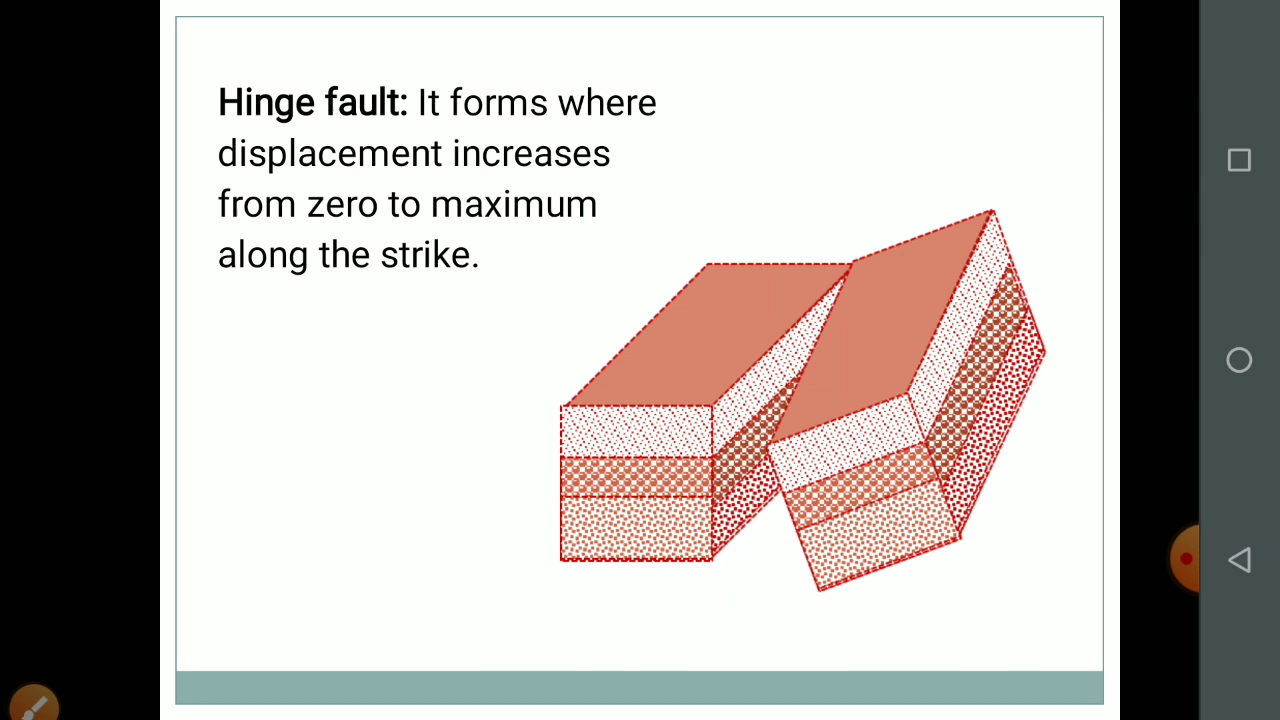 Hinge fault: It forms where
displacement increases
from zero to maximum
along the strike.